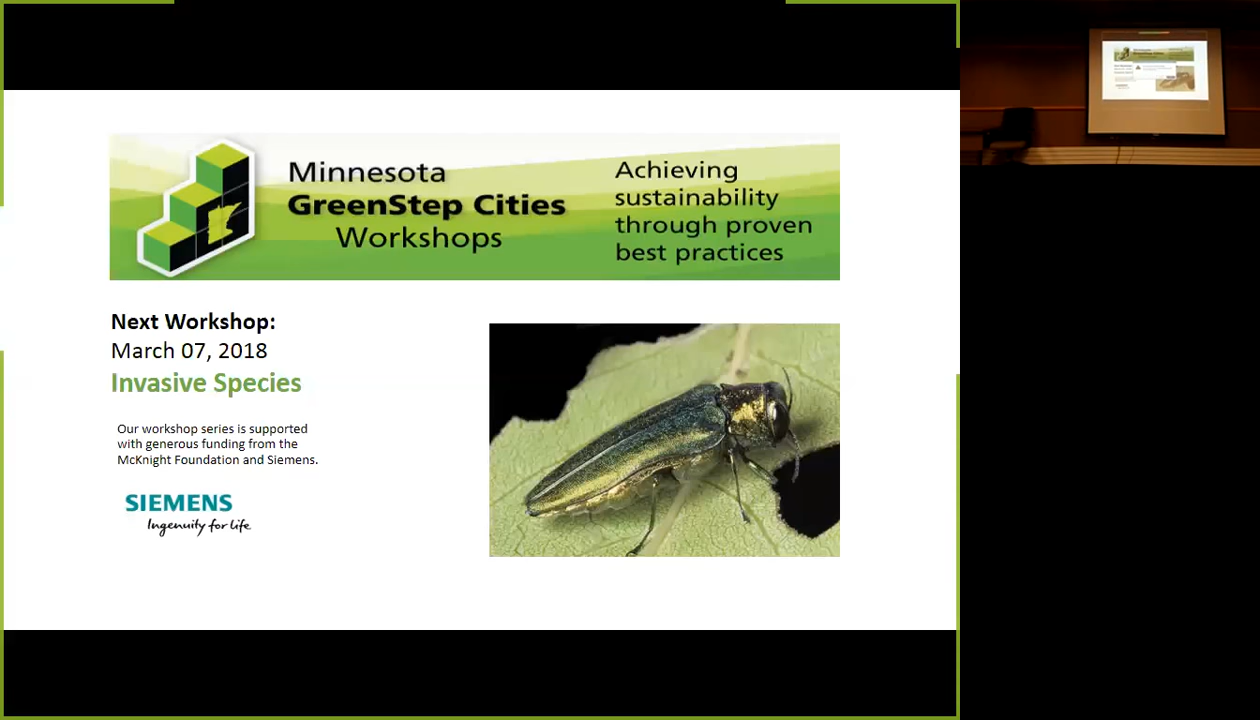 Minnesota
GreenStep Cities
Workshops
Achieving
sustainability
through proven
best practices
Next Workshop:
March 07, 2018
Invasive Species
Our workshop series is supported
with generous funding from the
McKnight Foundation and Siemens.
SIEMENS
Ingenuity for life